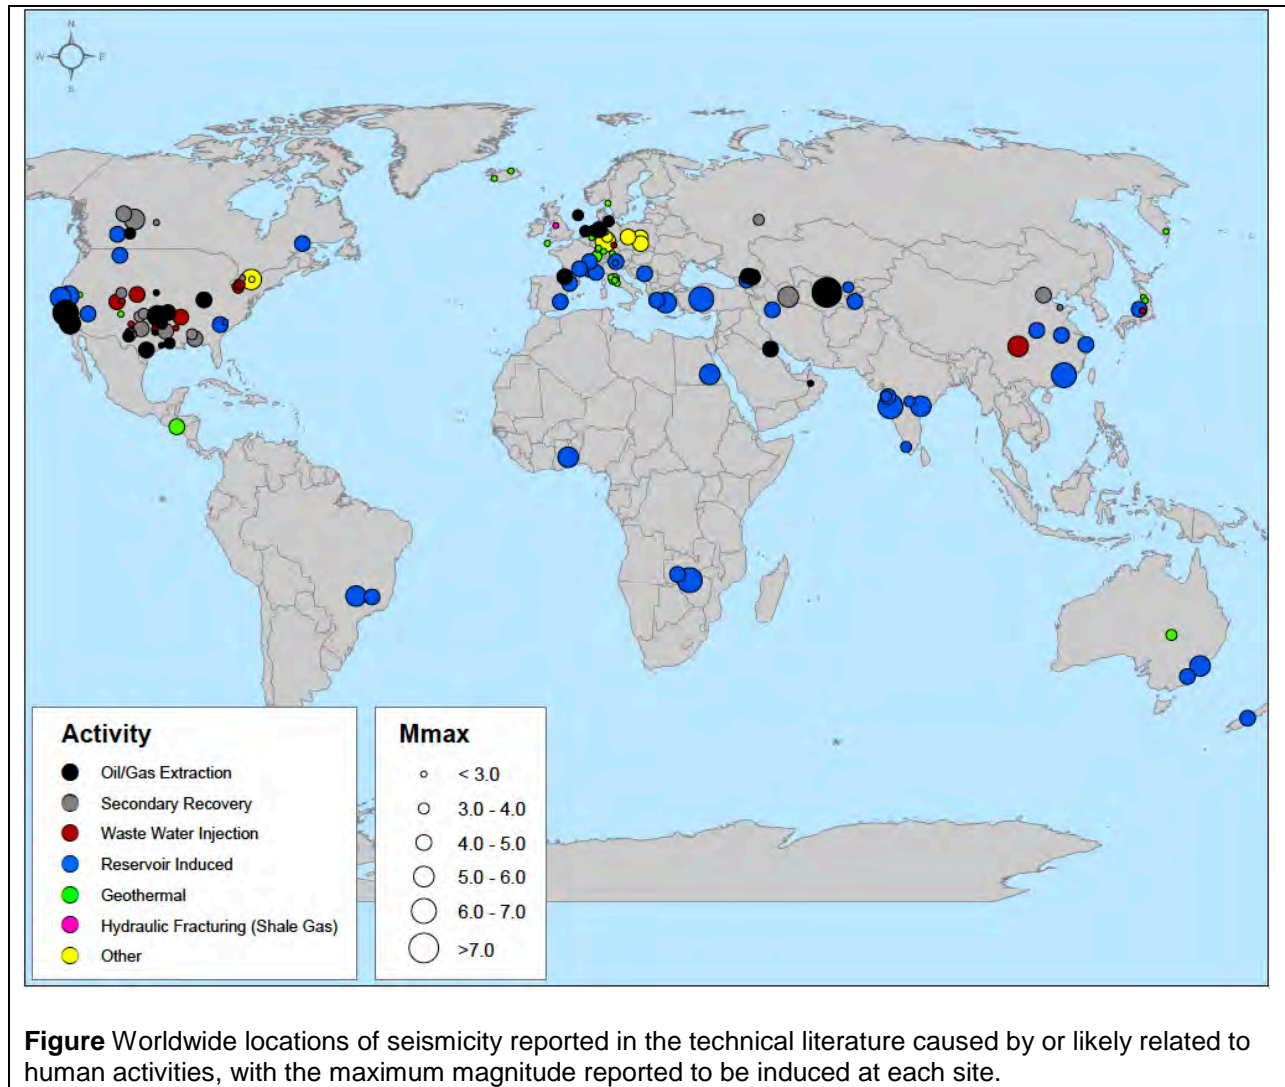 N
W E
S
Activity
Oil/Gas Extraction
Secondary Recovery
Waste Water Injection
Reservoir Induced
Geothermal
Hydraulic Fracturing (Shale Gas)
Other
Mmax
< 3.0
3.0 - 4.0
4.0 - 5.0
5.0 - 6.0
6.0 - 7.0
>7.0
Figure Worldwide locations of seismicity reported in the technical literature caused by or likely related to
human activities, with the maximum magnitude reported to be induced at each site.